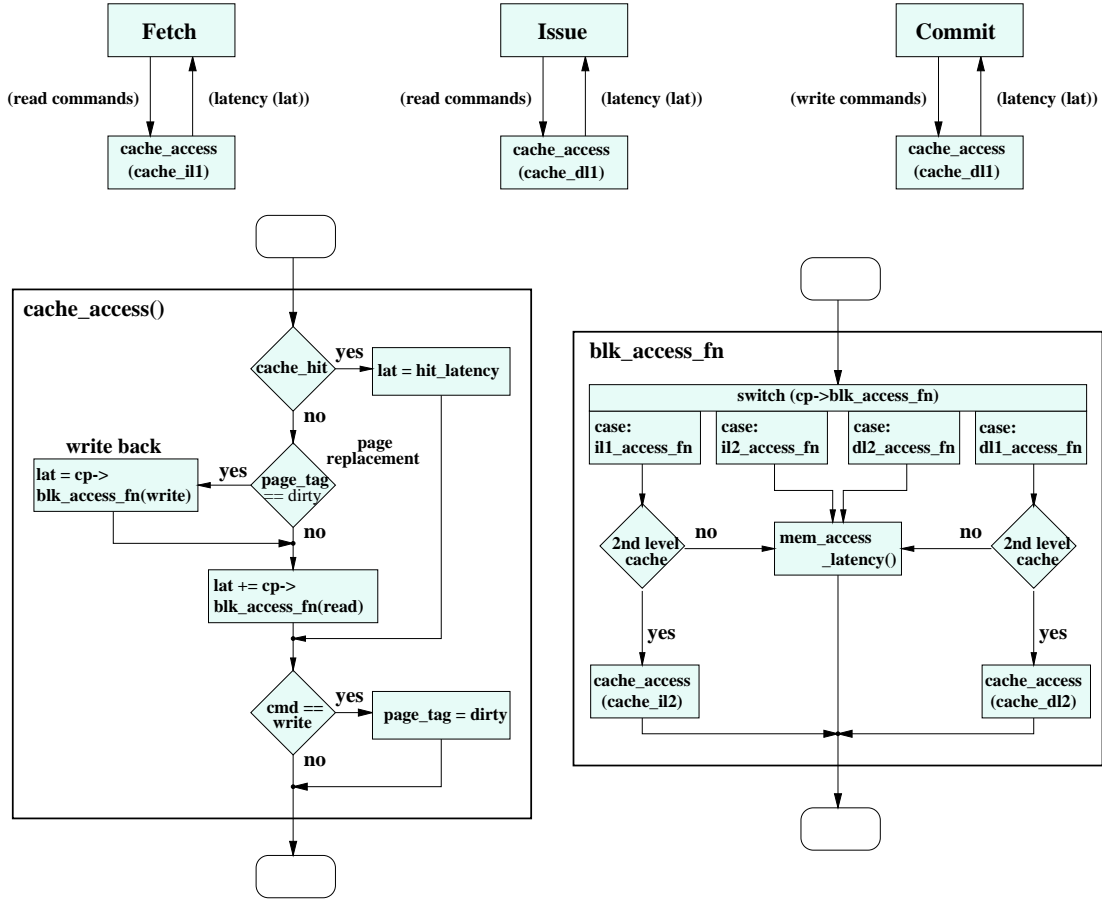 Fetch
Issue
Commit
(read commands)
(latency (lat))
(read commands)
(latency (lat))
(write commands)
(latency (lat))
cache_access
(cache_il1)
cache_access
(cache_dl1)
cache_access
(cache_dl1)
cache_access()
cache_hit
yes
lat = hit_latency
no
page
replacement
write back
yes
lat = cp->
blk_access_fn(write)
page_tag
== dirty
no
lat += cp->
blk_access_fn(read)
cmd ==
write
yes
page_tag = dirty
no
blk_access_fn
switch (cp->blk_access_fn)
case:
il1_access_fn
case:
il2_access_fn
case:
dl2_access_fn
case:
dl1_access_fn
2nd level
cache
no
mem_access
_latency()
no
2nd level
cache
yes
yes
cache_access
(cache_il2)
cache_access
(cache_dl2)